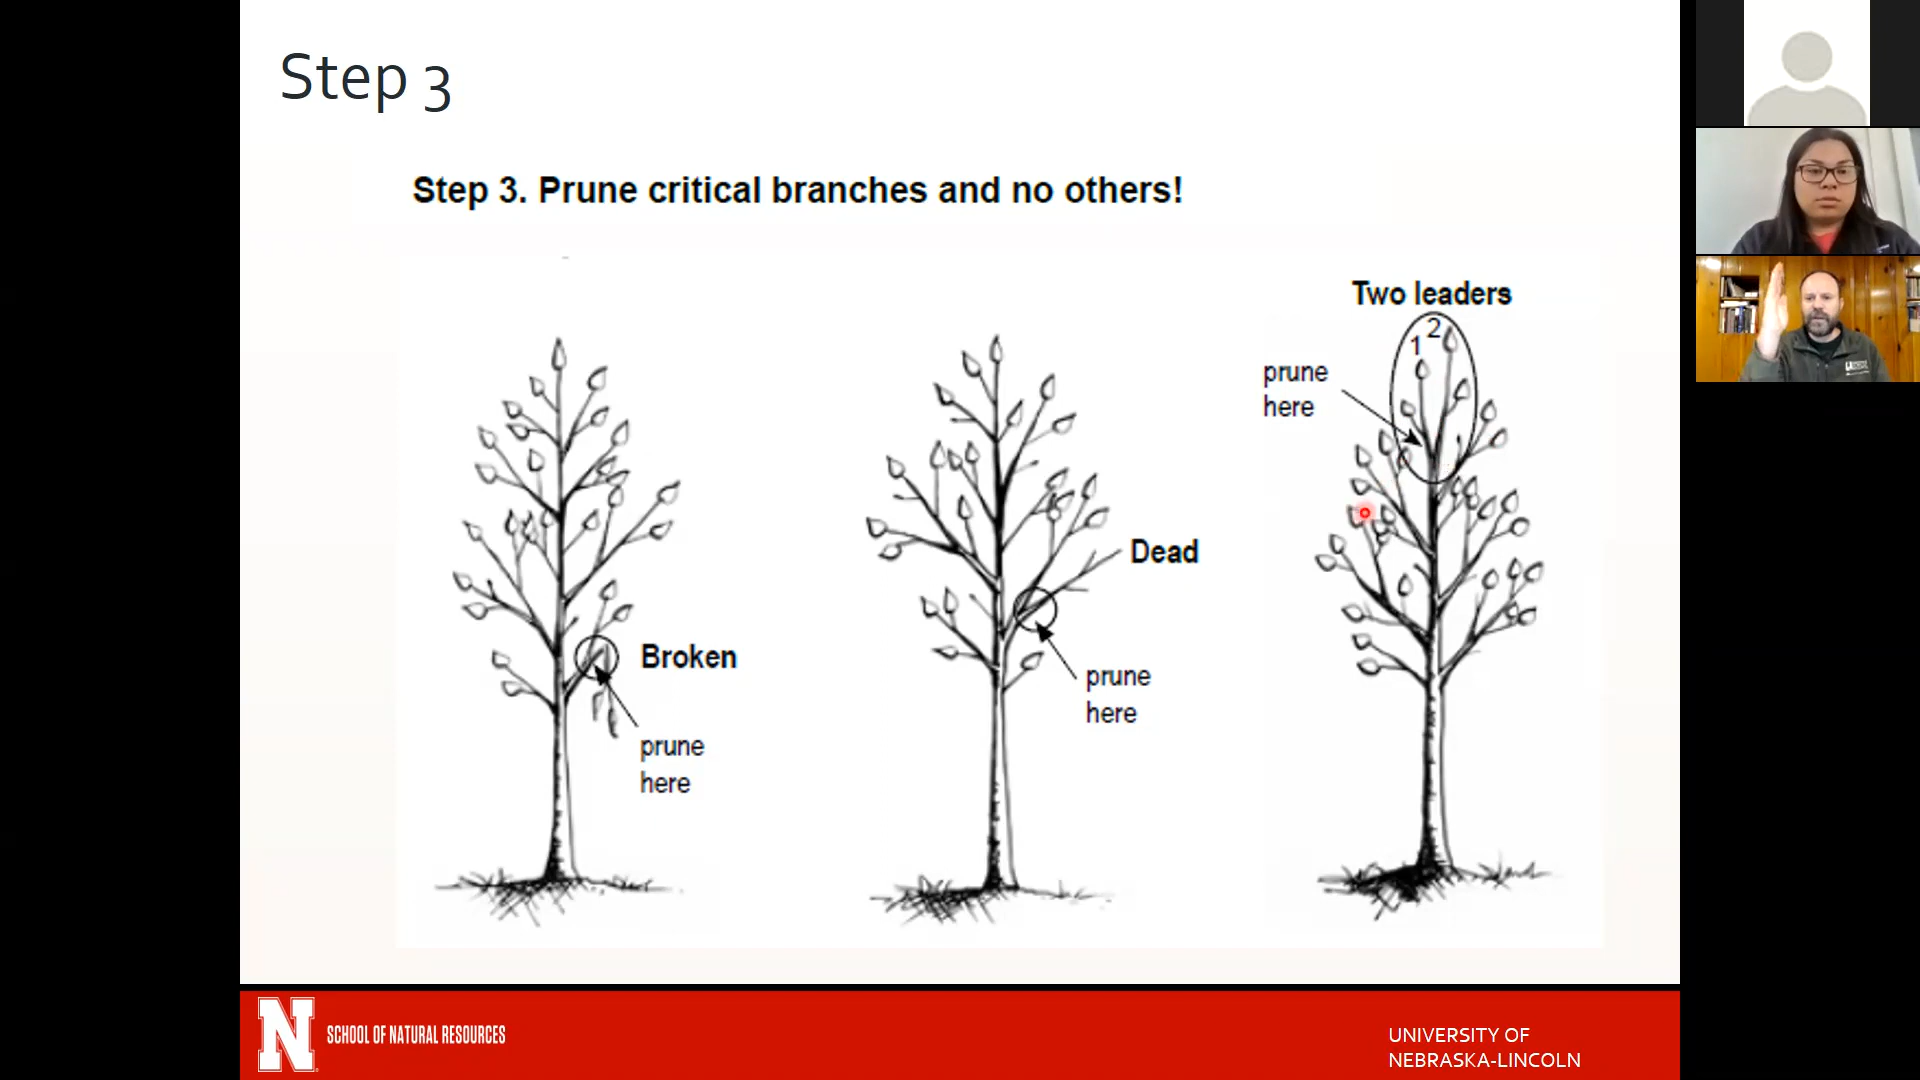 Step 3
Step 3. Prune critical branches and no others!
Two leaders
2
1
prune
here
Dead
Broken
prune
here
prune
here
N SCHOOL OF NATURAL RESOURCES
UNIVERSITY OF
NEBRASKA-LINCOLN